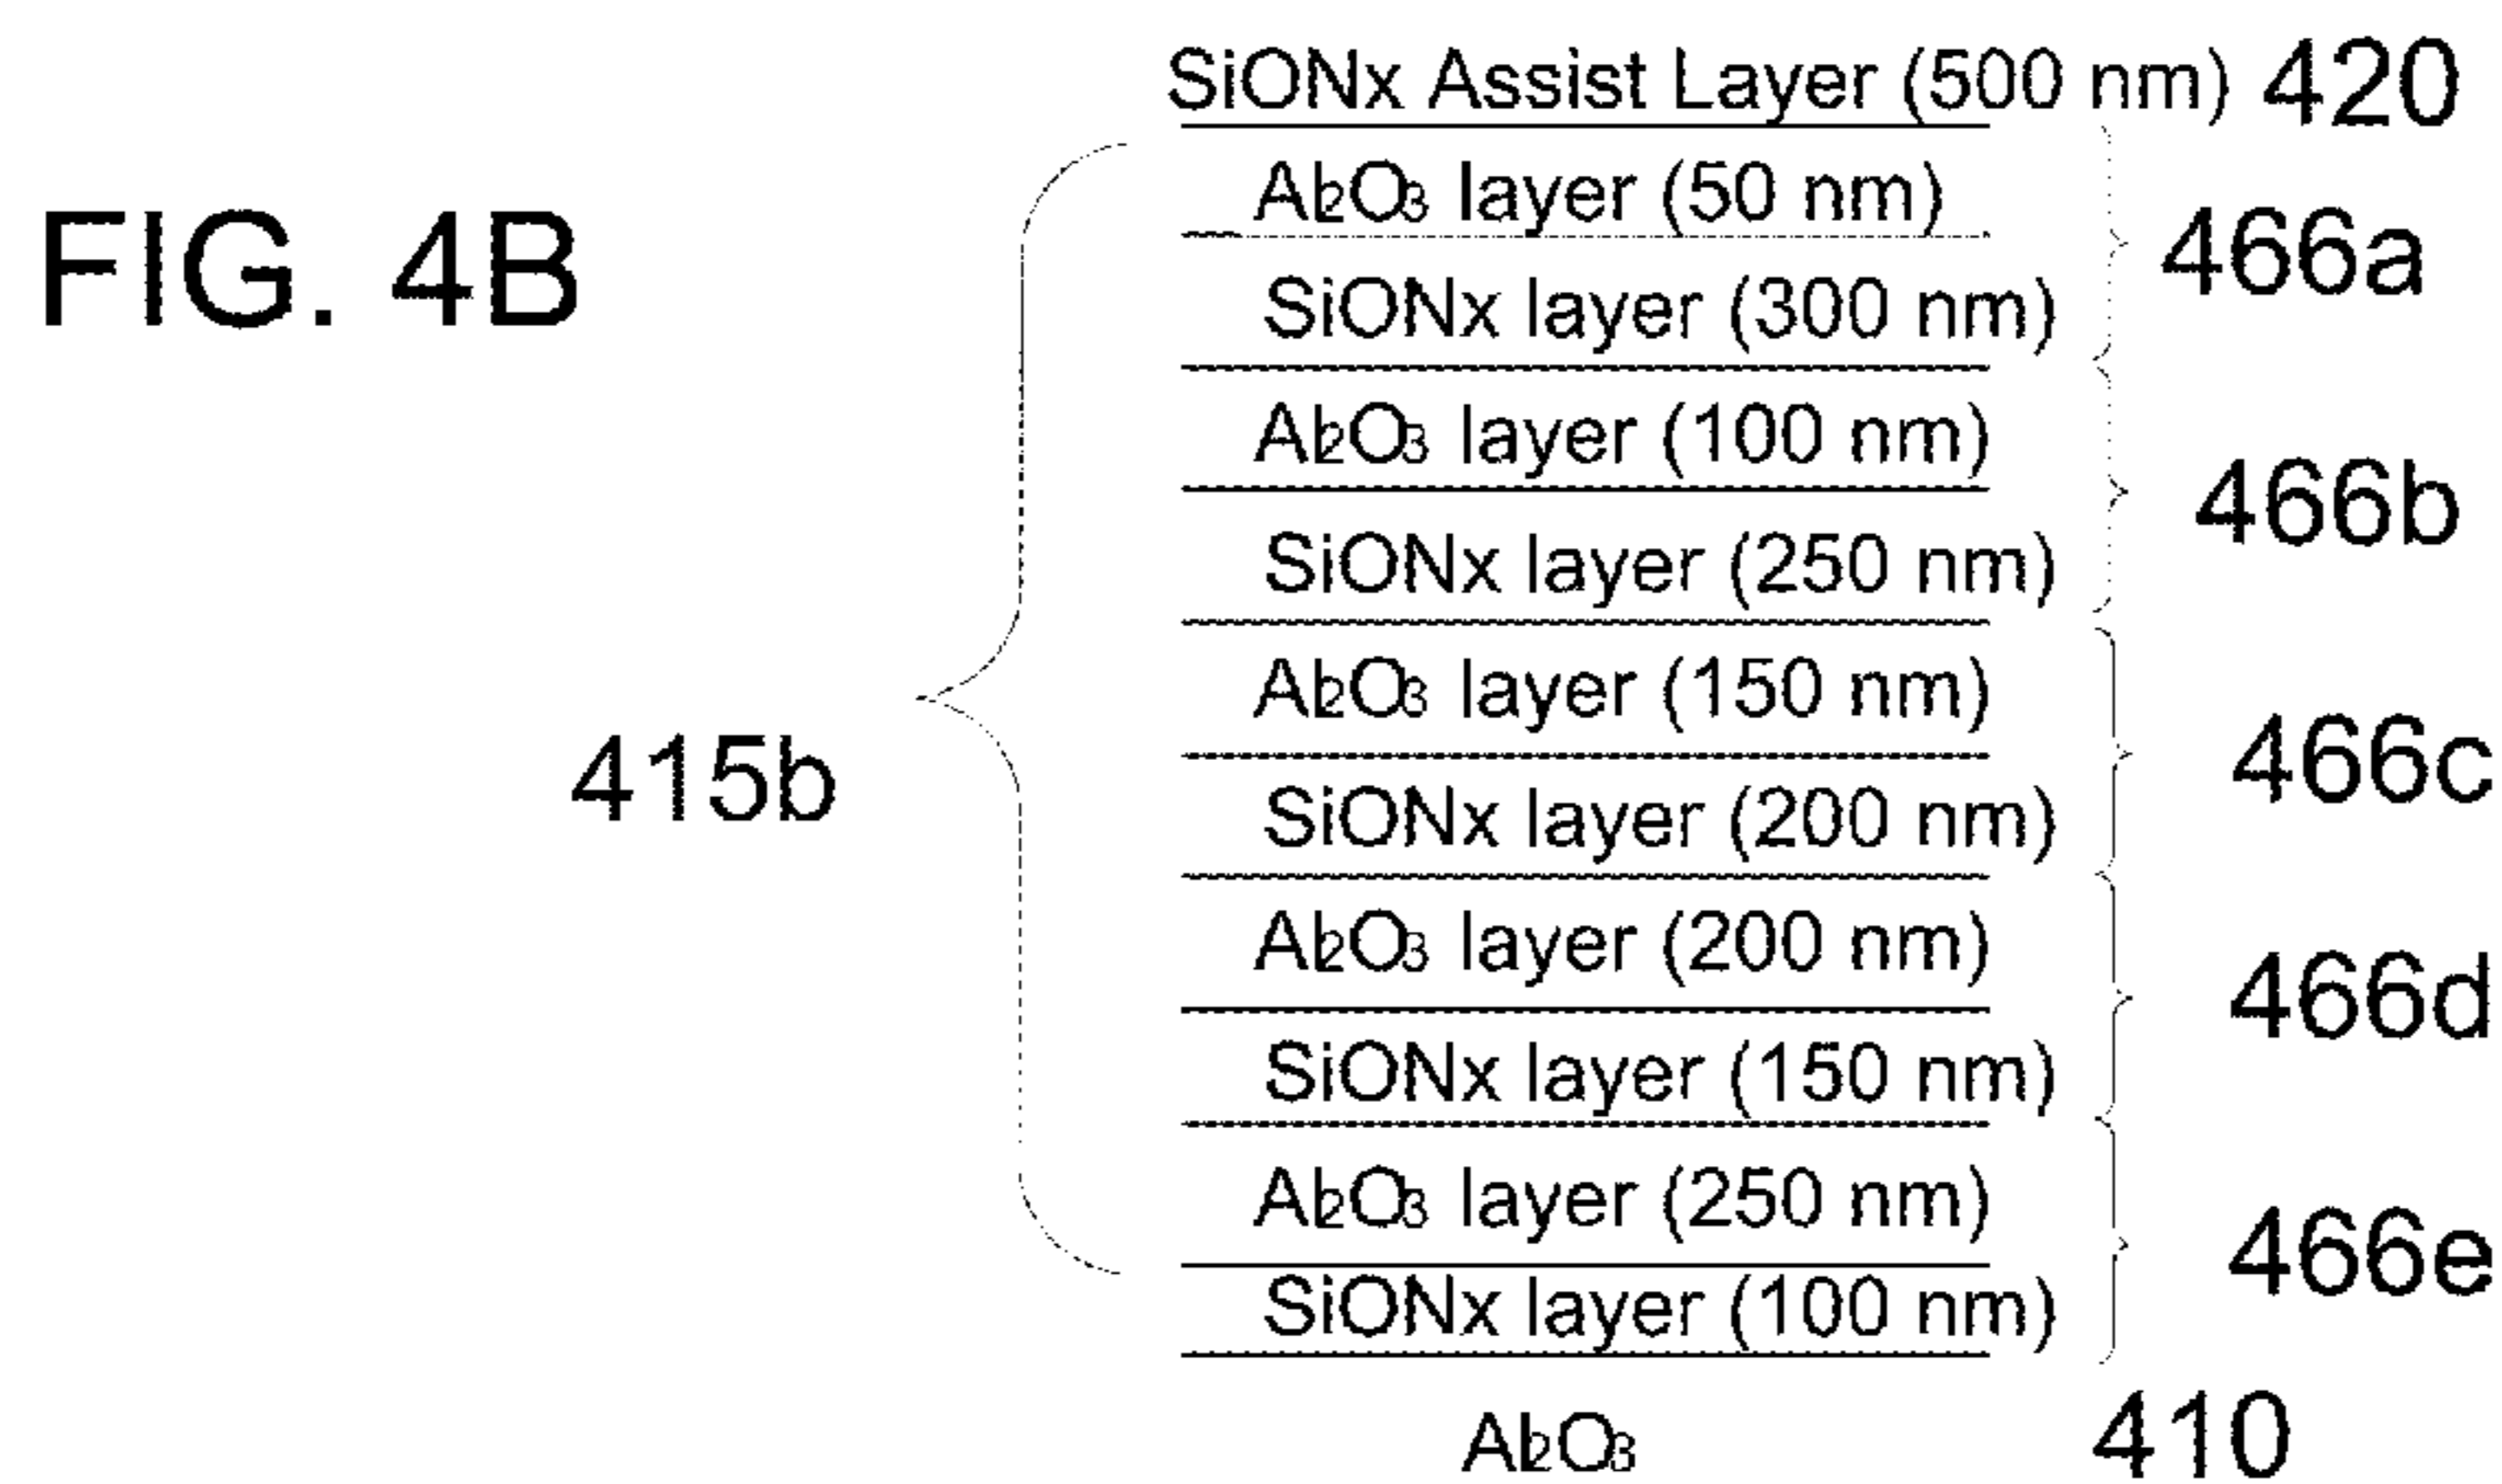 SiONx Assist Layer (500 nm) 420
FIG. 4B
Al2O3 layer (50 nm)
466a
SiONx layer (300 nm)
Al2O3 layer (100 nm)
466b
SiONx layer (250 nm)
Al2O3 layer (150 nm)
415b
466c
SiONx layer (200 nm)
Al2O3 layer (200 nm)
466d
SiONx layer (150 nm)
Al2O3 layer (250 nm)
466e
SiONx layer (100 nm)
Al2O3
410